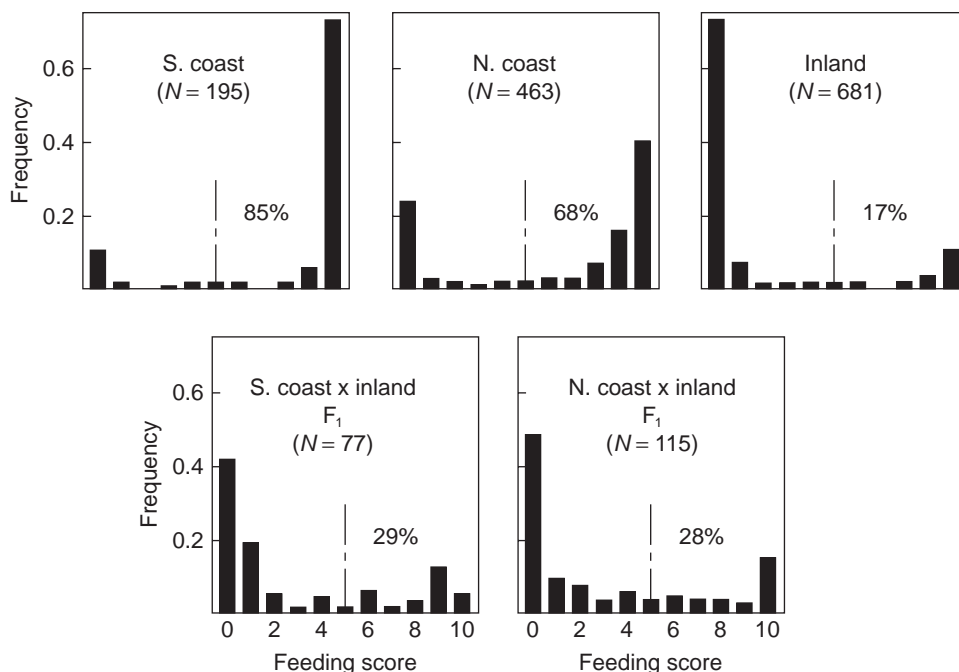 0.6
0.4
0.2
Frequency
S. coast
(N = 195)
85%
N. coast
(N = 463)
68%
Inland
(N = 681)
17%
0.6
0.4
0.2
Frequency
S. coast x inland
F1
(N = 77)
29%
0 2 4 6 8 10
Feeding score
N. coast x inland
F1
(N = 115)
28%
0 2 4 6 8 10
Feeding score